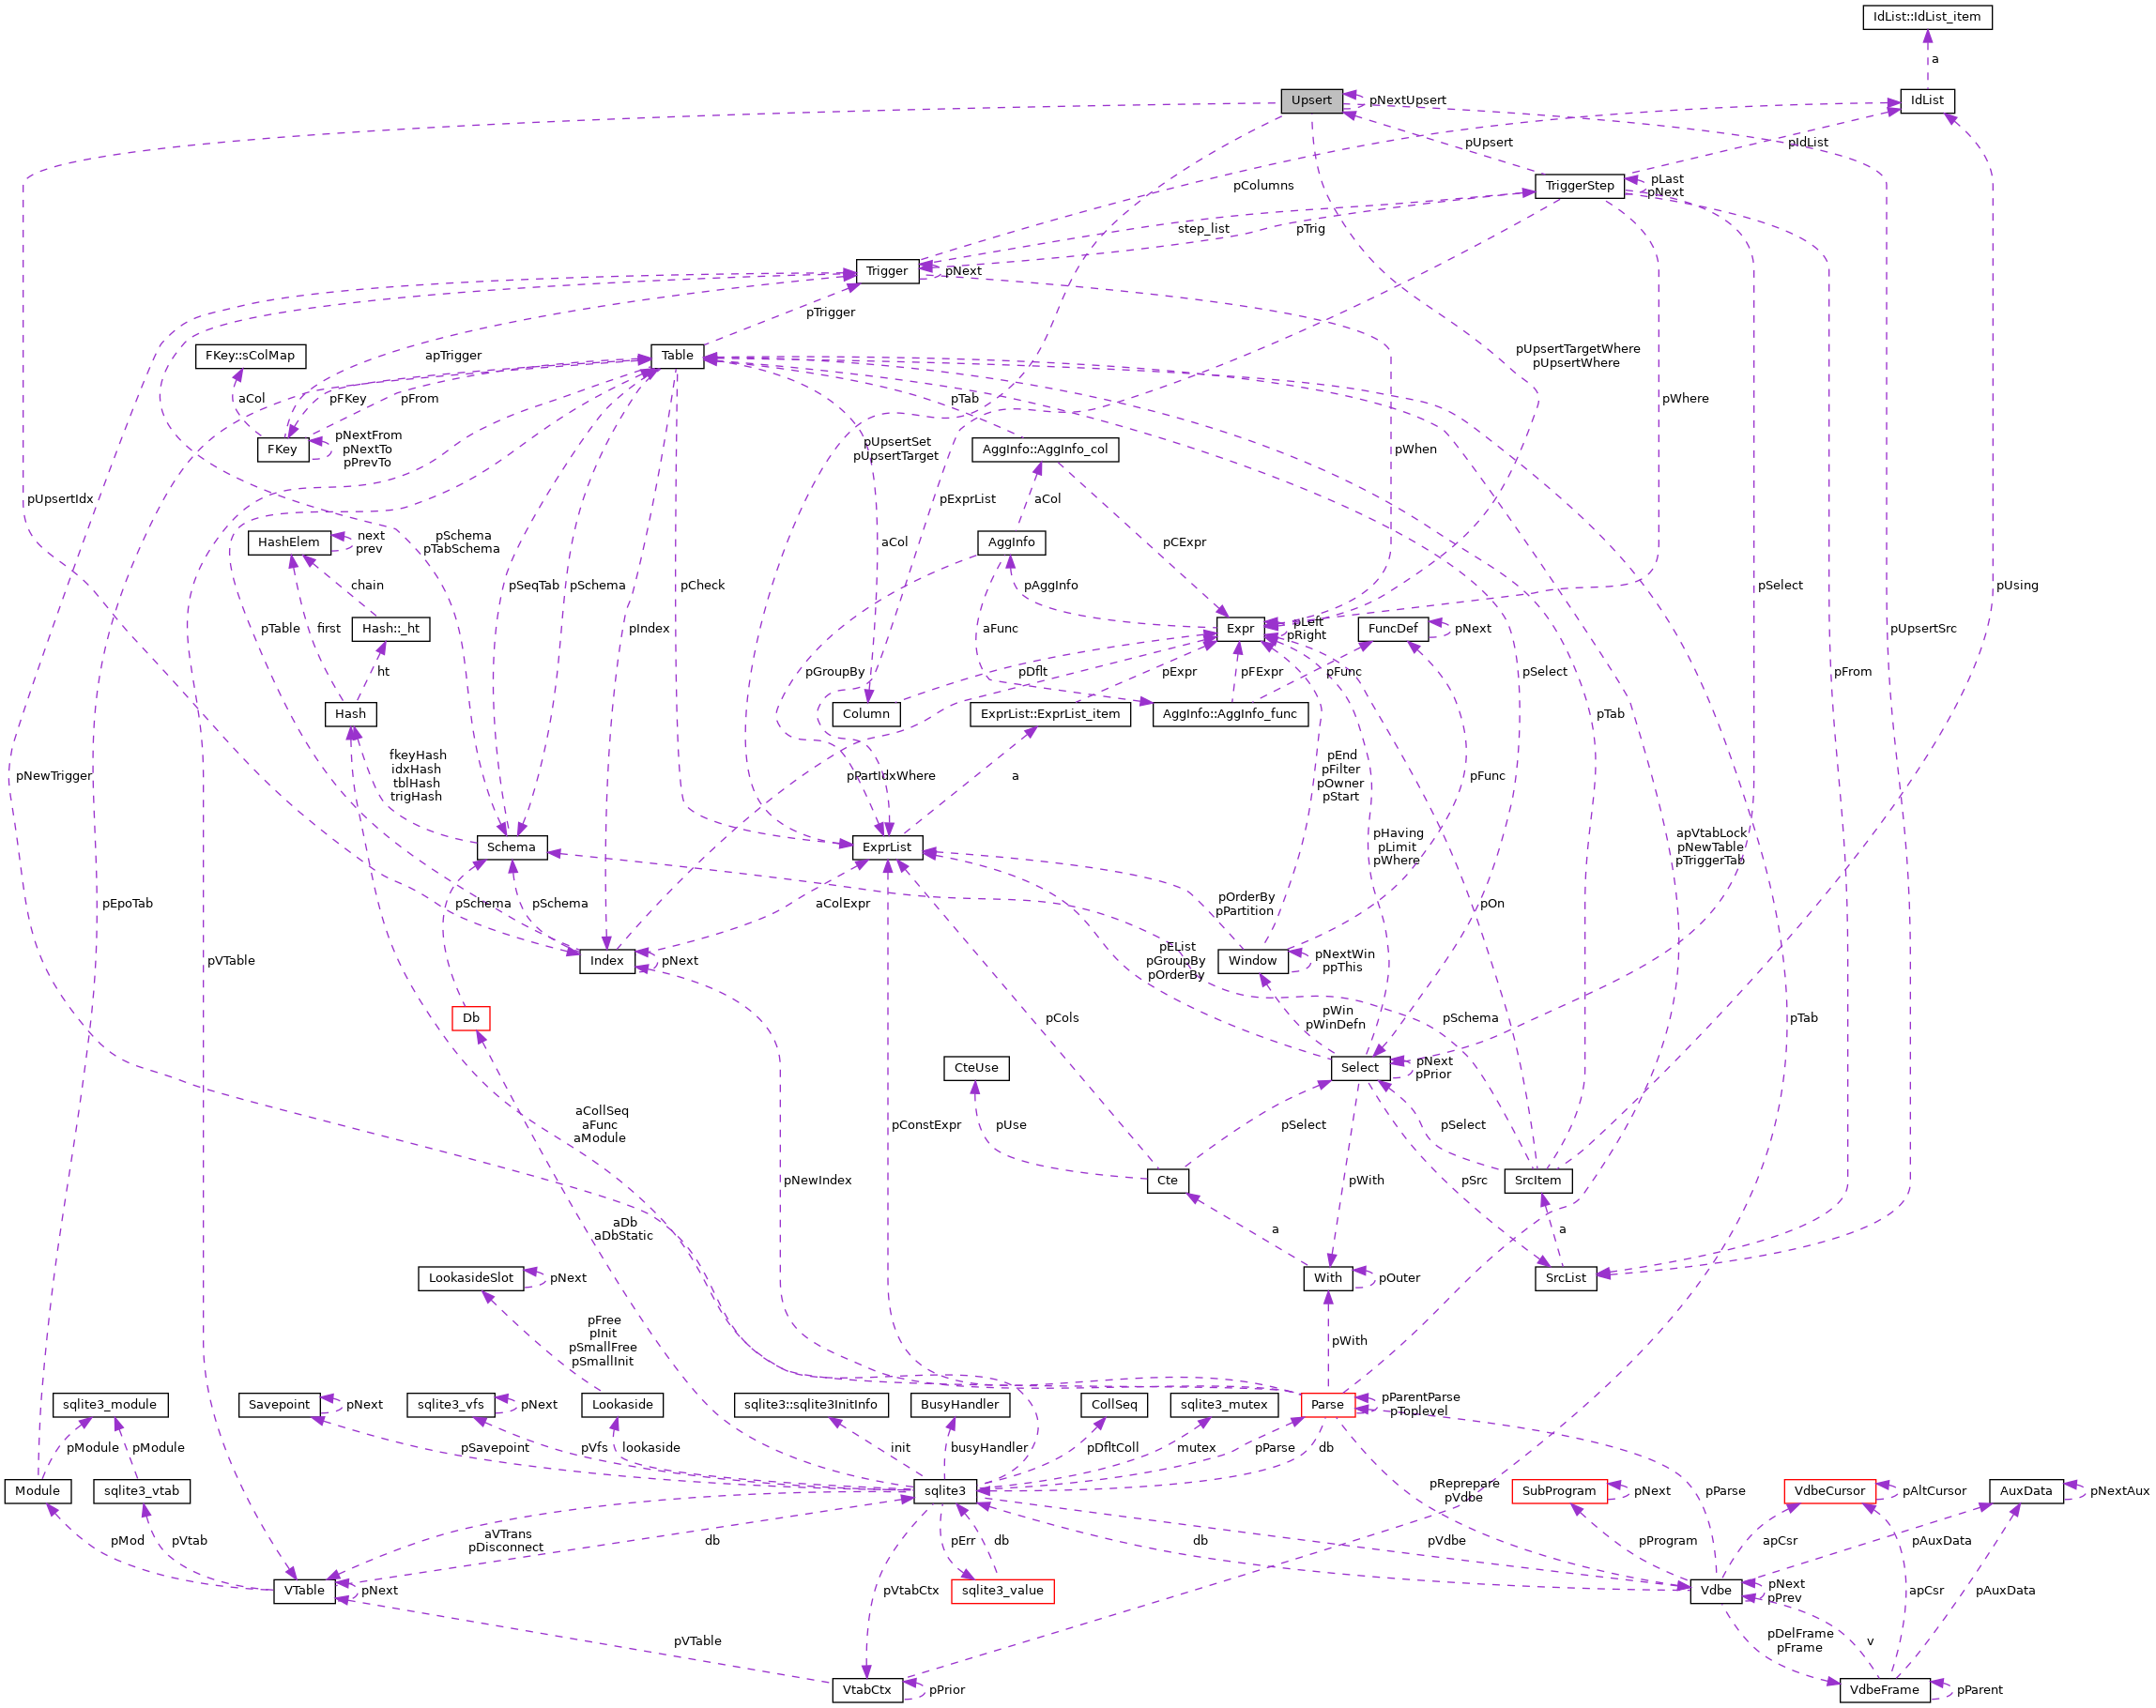 IdList::IdList_item
a
Upsert
pNextUpsert
IdList
pUpsert
pIdList
pColumns
TriggerStep
pLast
pNext
step_list
pTrig
Trigger
pNext
pTrigger
FKey::sColMap
apTrigger
Table
pUpsertTargetWhere
pUpsertWhere
aCol
pFKey
pFrom
pTab
pWhere
FKey
pNextFrom
pNextTo
pPrevTo
pUpsertSet
pUpsertTarget
AggInfo::AggInfo_col
pWhen
pUpsertIdx
pExprList
aCol
HashElem
next
prev
pSchema
pTabSchema
aCol
AggInfo
pCExpr
chain
pSeqTab
pSchema
pCheck
pAggInfo
pSelect
pUsing
pTable
first
Hash::_ht
pIndex
aFunc
Expr
pLeft
pRight
FuncDef
pNext
pUpsertSrc
ht
pGroupBy
pDflt
pExpr
pFExpr
pFunc
pSelect
pFrom
Hash
Column
ExprList::ExprList_item
AggInfo::AggInfo_func
pTab
pNewTrigger
fkeyHash
idxHash
tblHash
trigHash
pPartIdxWhere
a
pEnd
pFilter
pOwner
pStart
pFunc
Schema
ExprList
pHaving
pLimit
pWhere
apVtabLock
pNewTable
pTriggerTab
pEpoTab
pSchema
pSchema
aColExpr
pOrderBy
pPartition
pOn
pVTable
Index
pNext
pEList
pGroupBy
pOrderBy
Window
pNextWin
ppThis
Db
pCols
pWin
pWinDefn
pSchema
pTab
CteUse
Select
pNext
pPrior
aCollSeq
aFunc
aModule
pConstExpr
pUse
pSelect
pSelect
pNewIndex
Cte
pWith
pSrc
SrcItem
aDb
aDbStatic
a
a
LookasideSlot
pNext
With
pOuter
SrcList
pFree
pInit
pSmallFree
pSmallInit
pWith
sqlite3_module
Savepoint
pNext
sqlite3_vfs
pNext
Lookaside
sqlite3::sqlite3InitInfo
BusyHandler
CollSeq
sqlite3_mutex
Parse
pParentParse
pToplevel
pModule
pModule
pSavepoint
pVfs
lookaside
init
busyHandler
pDfltColl
mutex
pParse
db
Module
sqlite3_vtab
sqlite3
pReprepare
pVdbe
pParse
SubProgram
pNext
VdbeCursor
pAltCursor
AuxData
pNextAux
pMod
pVtab
aVTrans
pDisconnect
db
pErr
db
pVdbe
db
pProgram
apCsr
pAuxData
VTable
pNext
pVtabCtx
sqlite3_value
Vdbe
pNext
pPrev
apCsr
pAuxData
pVTable
pDelFrame
pFrame
v
VtabCtx
pPrior
VdbeFrame
pParent